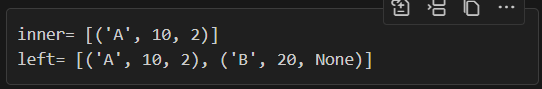 inner= [('A', 10, 2)]
left= [('A', 10, 2), ('B', 20, None)]